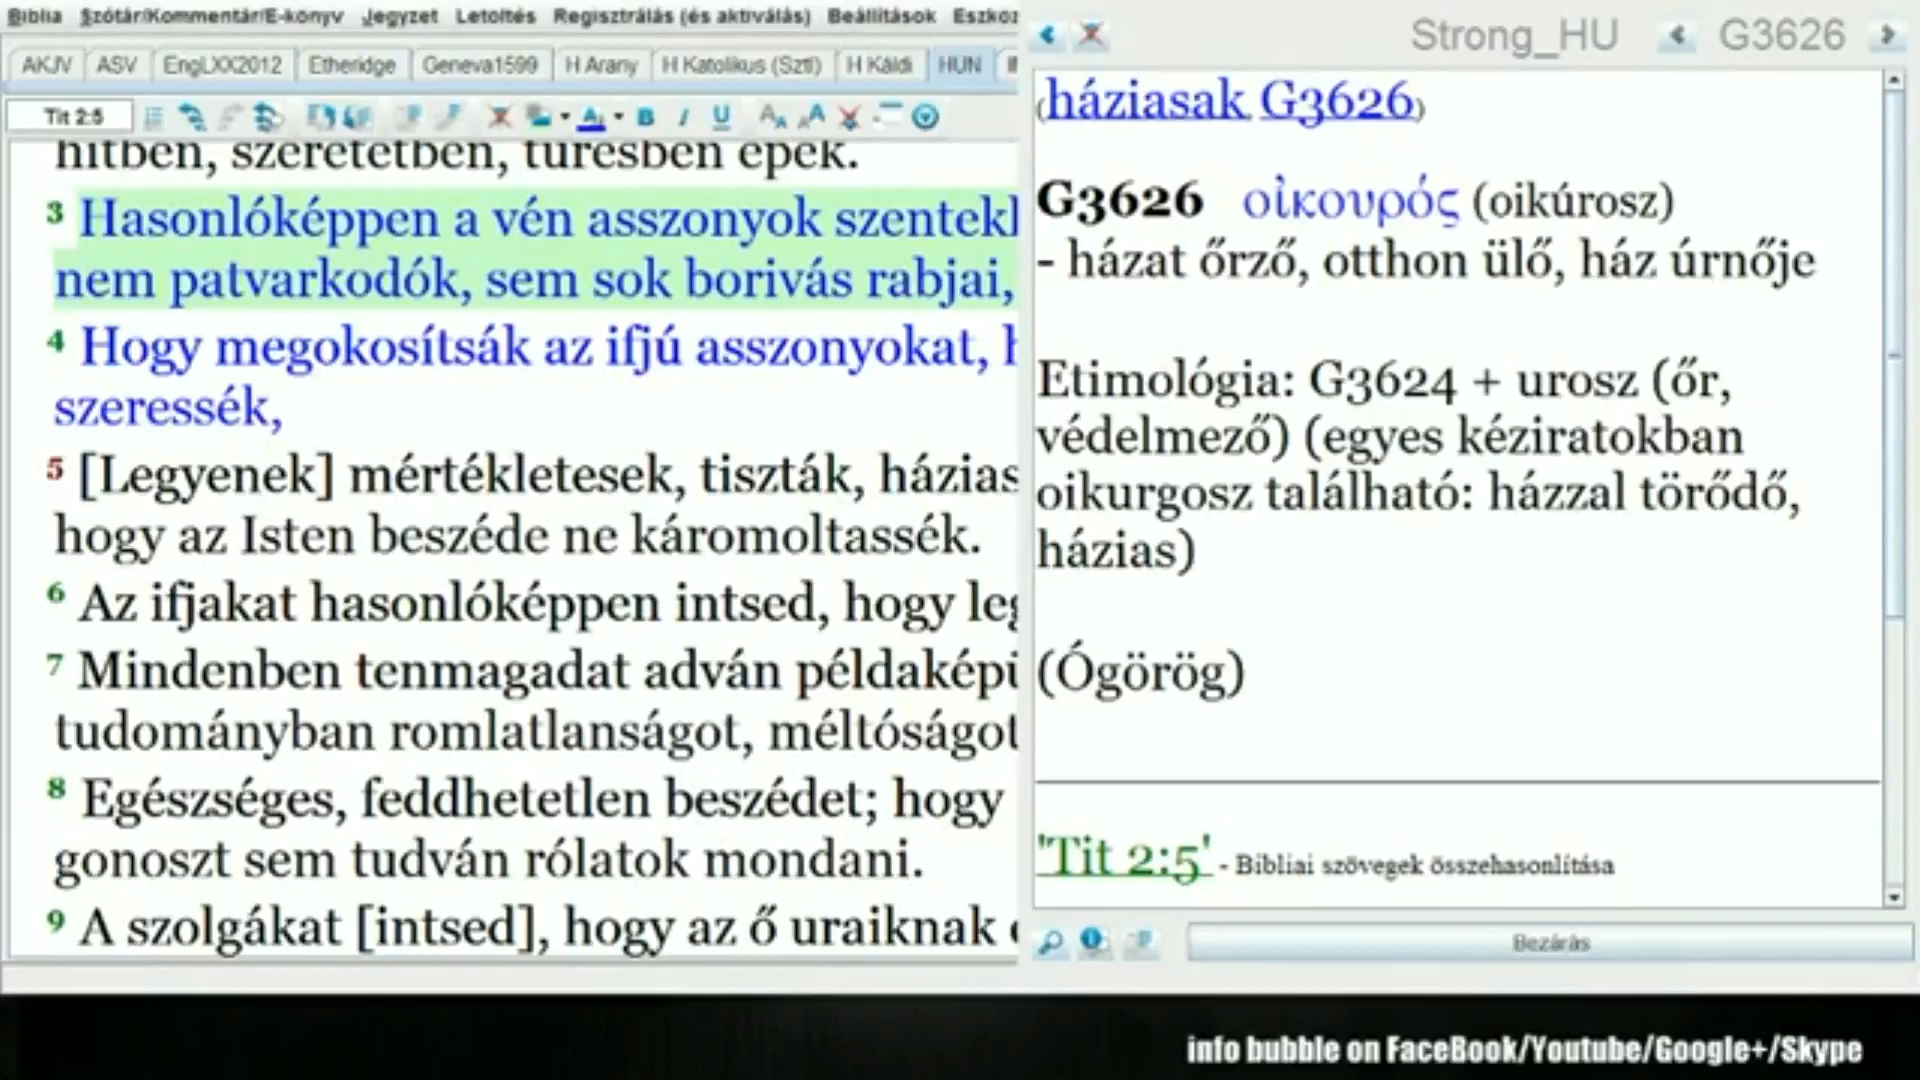 Biblia Szótár/Kommentár/E-könyv Jegyzet Letöltés Regisztrálás (és aktiválás) Beállítások
AKJV ASV EngLXX2012 Etheridge Geneva1599 H Arany H Katolikus (SztI) H Káldi HUN
Tit 2:5
hitben, szeretetben, tűrésben épek.
3 Hasonlóképpen a vén asszonyok
nem patvarkodók, sem sok borivás rabjai,
4 Hogy megokosítsák az ifjú asszonyokat,
szeressék,
5 [Legyenek] mértékletesek, tiszták, házias
hogy az Isten beszéde ne káromoltassék.
6 Az ifjakat hasonlóképpen intsed, hogy
7 Mindenben tenmagadat adván
tudományban romlatlanságot, méltóságot
8 Egészséges, feddhetetlen beszédet; hogy
gonoszt sem tudván rólatok mondani.
9 A szolgákat [intsed], hogy az ő uraiknak
Strong_HU G3626
(háziasak G3626)
G3626 οἰκουρός (oikúrosz)
- házat őrző, otthon ülő, ház úrnője
Etimológia: G3624 + urosz (őr,
védelmező) (egyes kéziratokban
oikurgosz található: házzal törődő,
házias)
(Ógörög)
'Tit 2:5' - Bibliai szövegek összehasonlítása
Bezárás
info bubble on FaceBook/Youtube/Google+/Skype